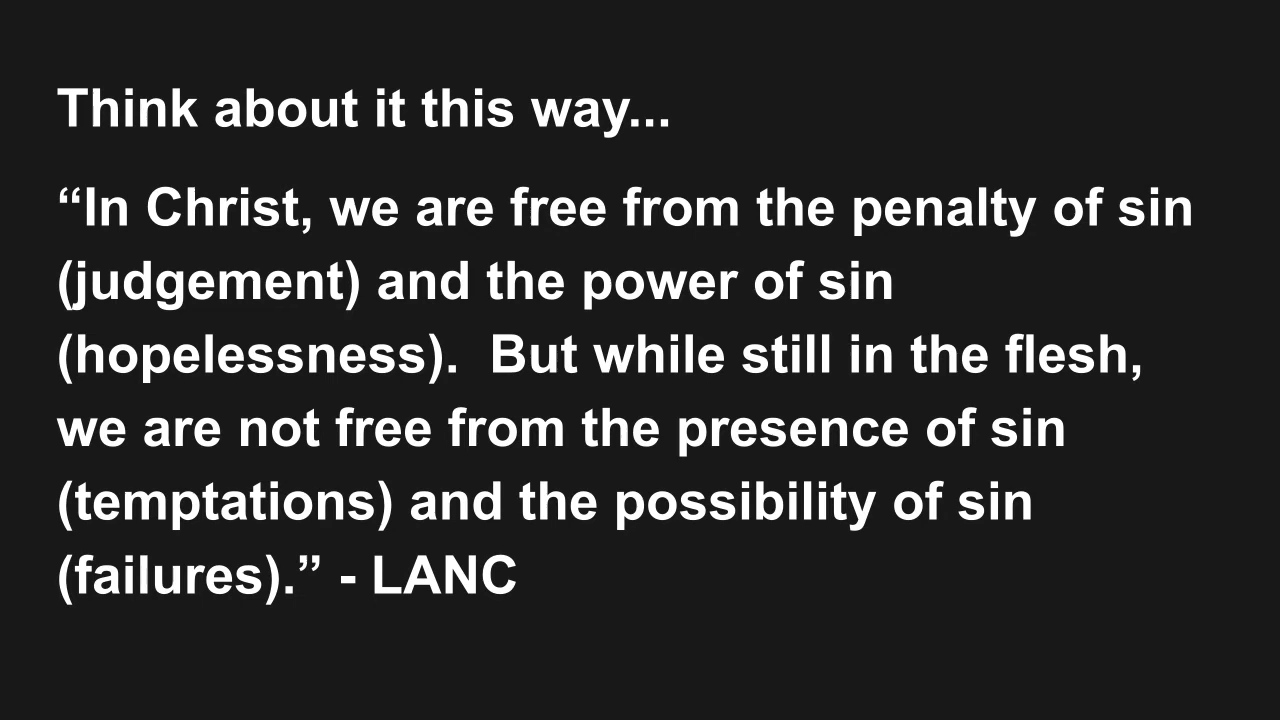 Think about it this way...
“In Christ, we are free from the penalty of sin
(judgement) and the power of sin
(hopelessness).  But while still in the flesh,
we are not free from the presence of sin
(temptations) and the possibility of sin
(failures).” - LANC